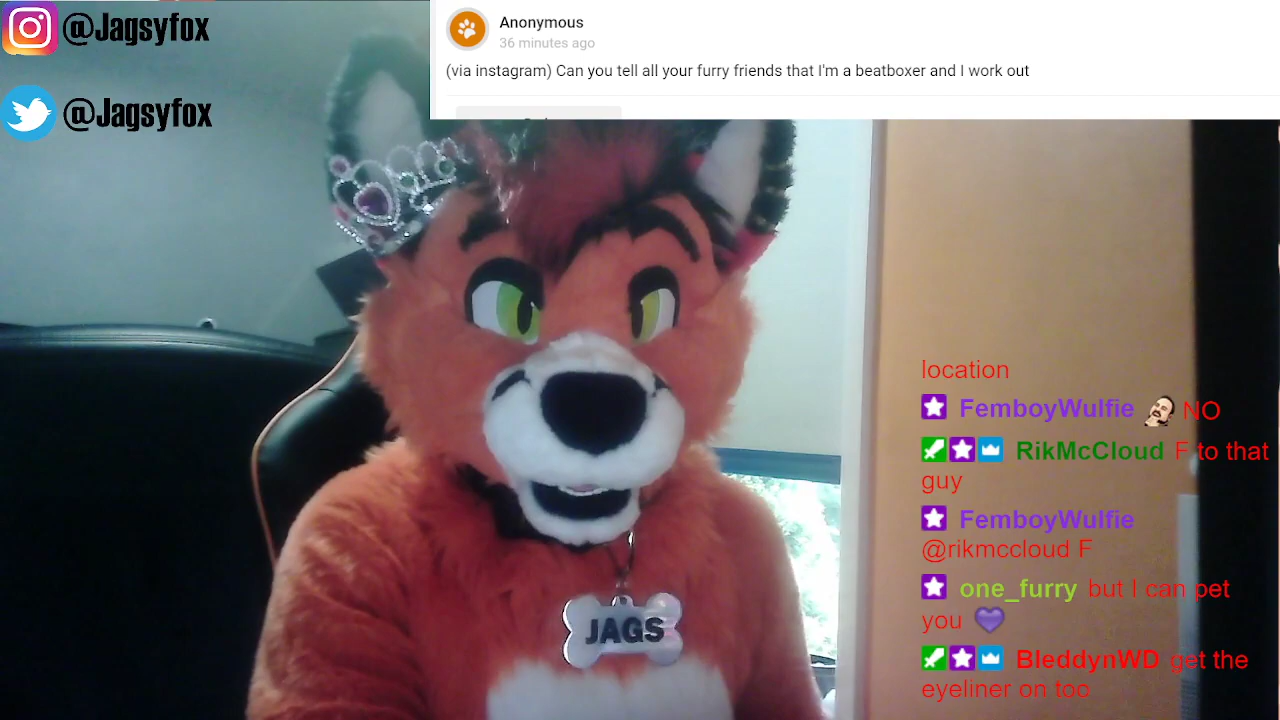 @Jagsyfox
@Jagsyfox
Anonymous
36 minutes ago
(via instagram) Can you tell all your furry friends that I'm a beatboxer and I work out
location
FemboyWulfie NO
RikMcCloud F to that
guy
FemboyWulfie
@rikmccloud F
one_furry but I can pet
you 💜
BleddynWD get the
eyeliner on too
JAGS